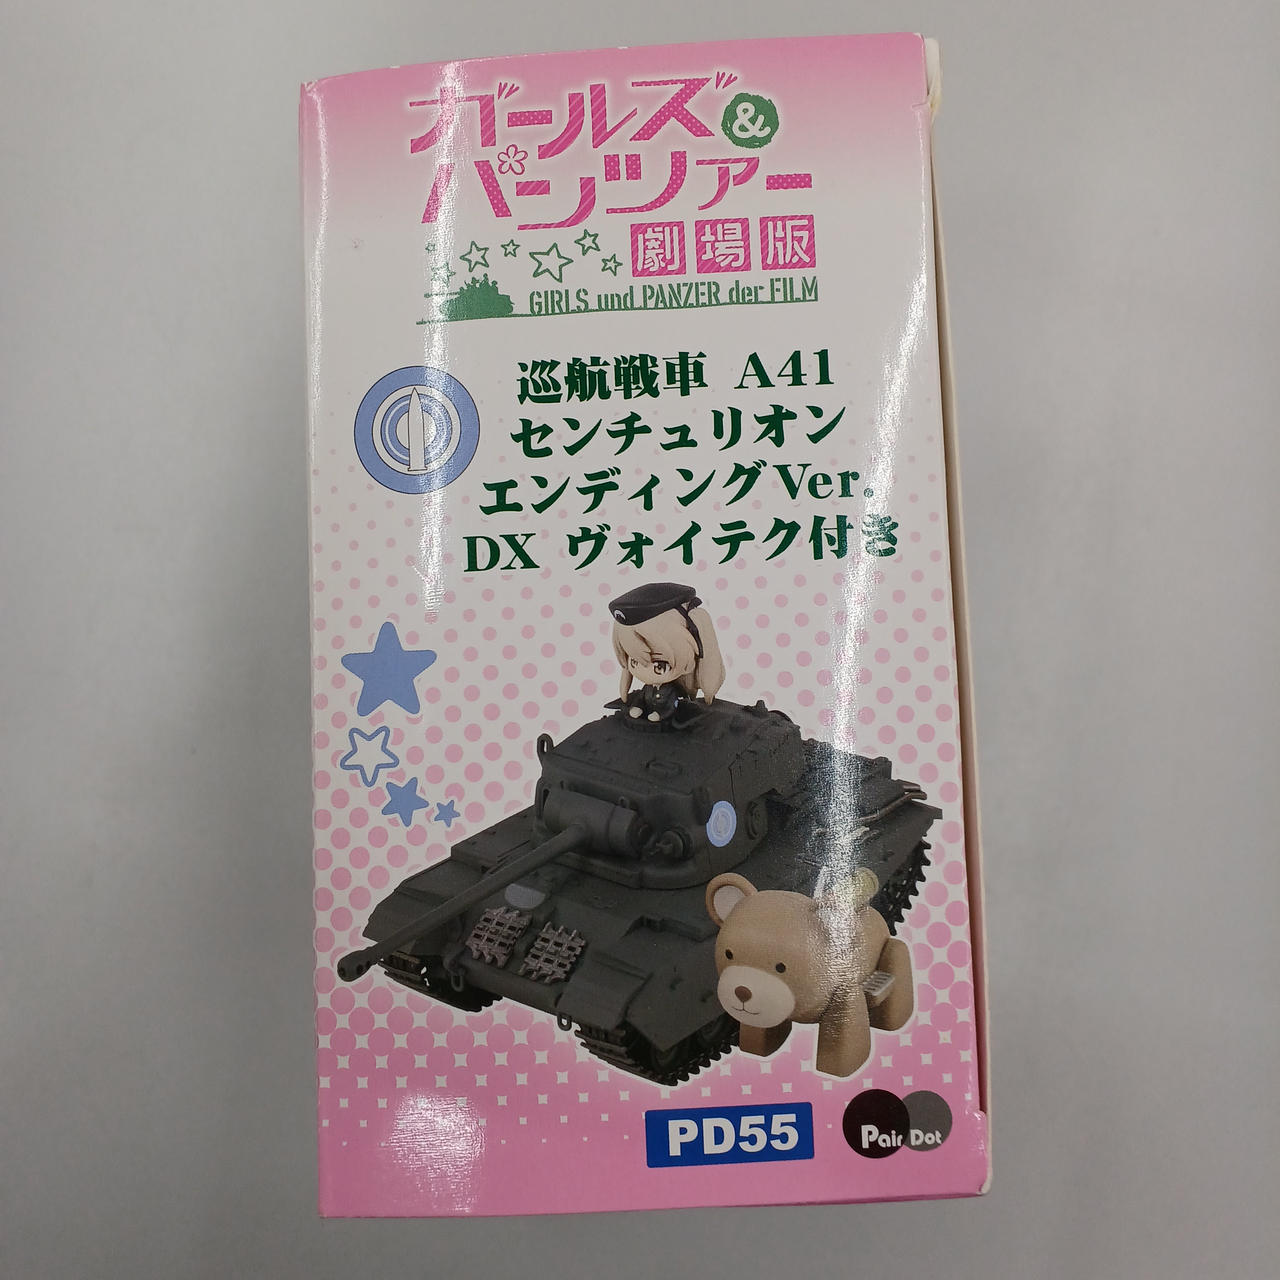 ガールズ&
パンツァー
劇場版
GIRLS und PANZER der FILM
巡航戦車 A41
センチュリオン
エンディングVer.
DX ヴォイテク付き
PD55
Pair Dot